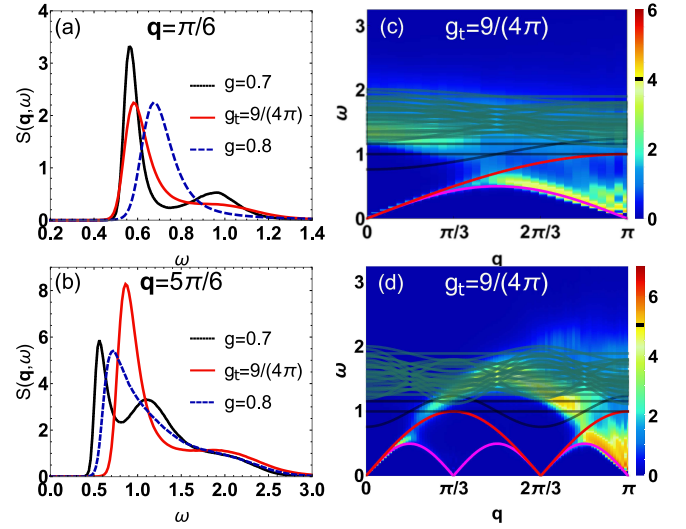 (a) q=π/6
S(q,ω)
4
3
2
1
0
g=0.7
g_t=9/(4π)
g=0.8
0.2 0.4 0.6 0.8 1.0 1.2 1.4
ω
(c) g_t=9/(4π)
ω
3
2
1
0
0 π/3 2π/3 π
q
6
4
2
0
(b) q=5π/6
S(q,ω)
8
6
4
2
0
g=0.7
g_t=9/(4π)
g=0.8
0.0 0.5 1.0 1.5 2.0 2.5 3.0
ω
(d) g_t=9/(4π)
ω
3
2
1
0
0 π/3 2π/3 π
q
6
4
2
0